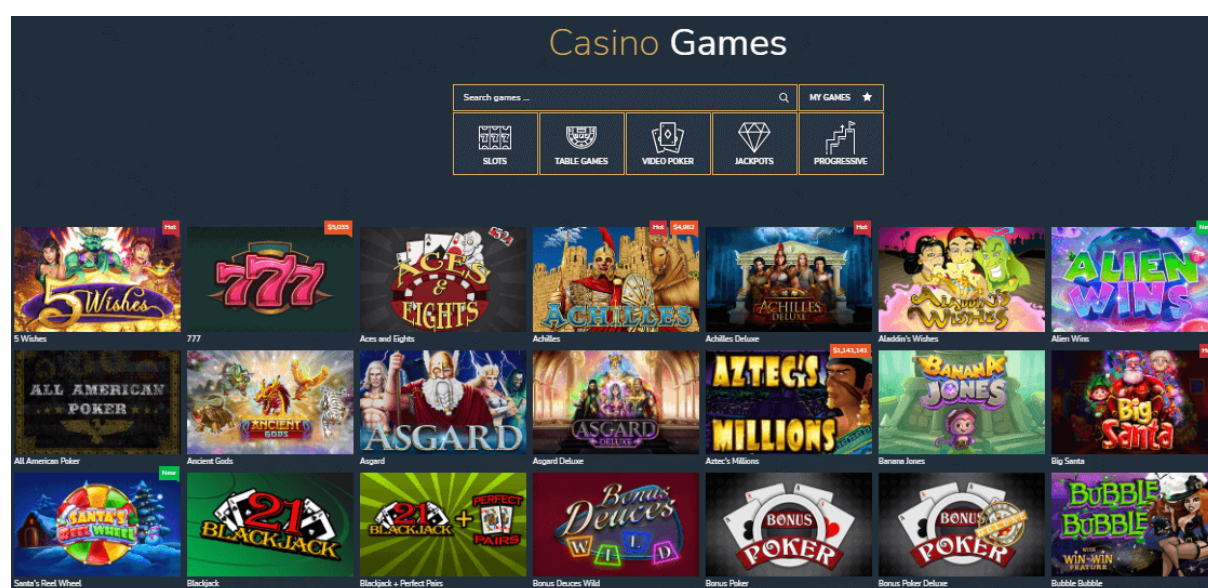 Casino Games
Search games ...
MY GAMES
SLOTS
TABLE GAMES
VIDEO POKER
JACKPOTS
PROGRESSIVE
Hot
5 Wishes
5 Wishes
$5,035
777
777
ACES & EIGHTS
Aces and Eights
Hot
$4,962
ACHILLES
Achilles
Hot
ACHILLES DELUXE
Achilles Deluxe
ALADDIN'S WISHES
Aladdin's Wishes
ALIEN WINS
Alien Wins
ALL AMERICAN
POKER
All American Poker
ANCIENT
GODS
Ancient Gods
ASGARD
Asgard
ASGARD
DELUXE
Asgard Deluxe
$1,141,141
AZTEC'S
MILLIONS
Aztec's Millions
BANANA
JONES
Banana Jones
Big
Santa
Big Santa
New
SANTA'S
REEL WHEEL
Santa's Reel Wheel
21
BLACKJACK
Blackjack
21
BLACKJACK
+
PERFECT
PAIRS
Blackjack + Perfect Pairs
Bonus
Deuces
WILD
Bonus Deuces Wild
BONUS
POKER
Bonus Poker
BONUS
POKER
DELUXE
Bonus Poker Deluxe
BUBBLE
BUBBLE
WITH
WIN-WIN
FEATURE
Bubble Bubble